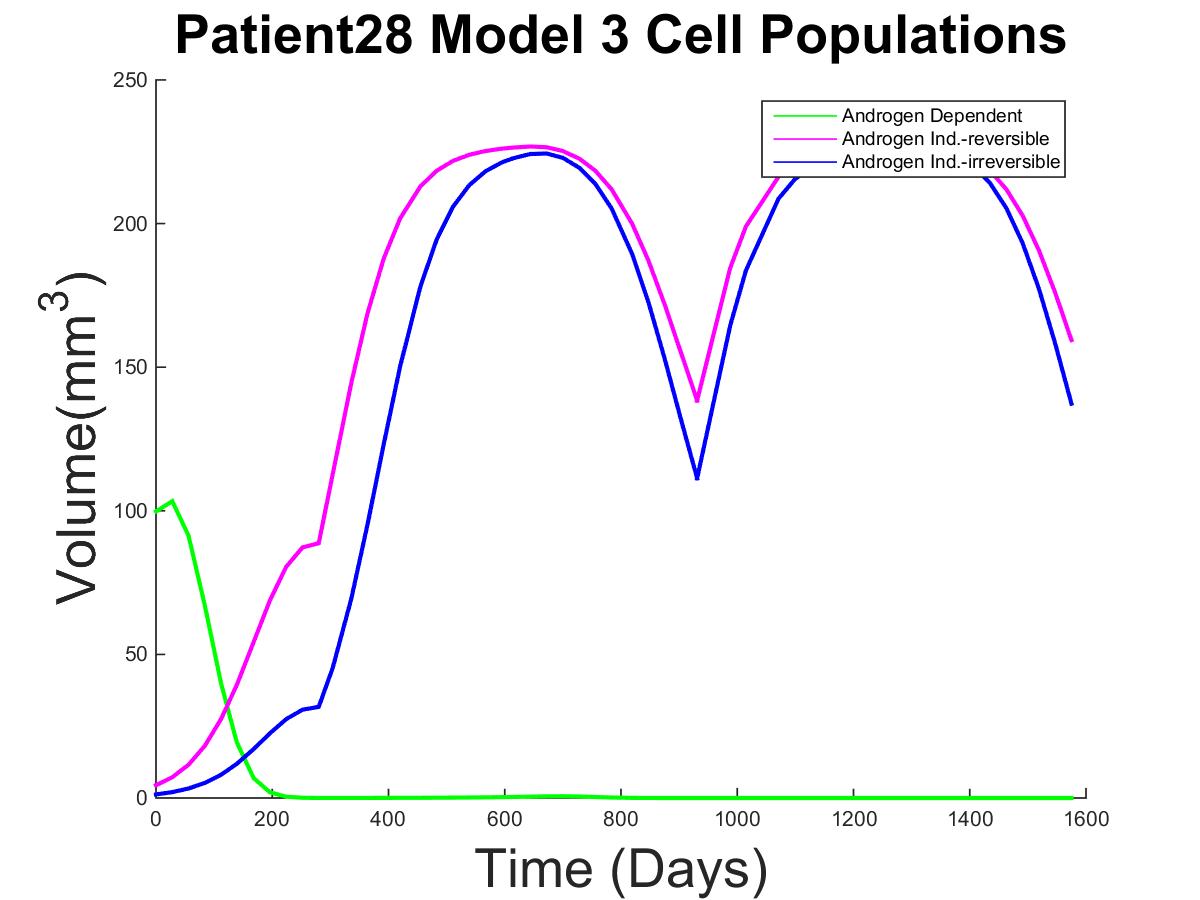 Patient28 Model 3 Cell Populations
250
200
150
100
50
0
Volume(mm³)
Androgen Dependent
Androgen Ind.-reversible
Androgen Ind.-irreversible
0 200 400 600 800 1000 1200 1400 1600
Time (Days)